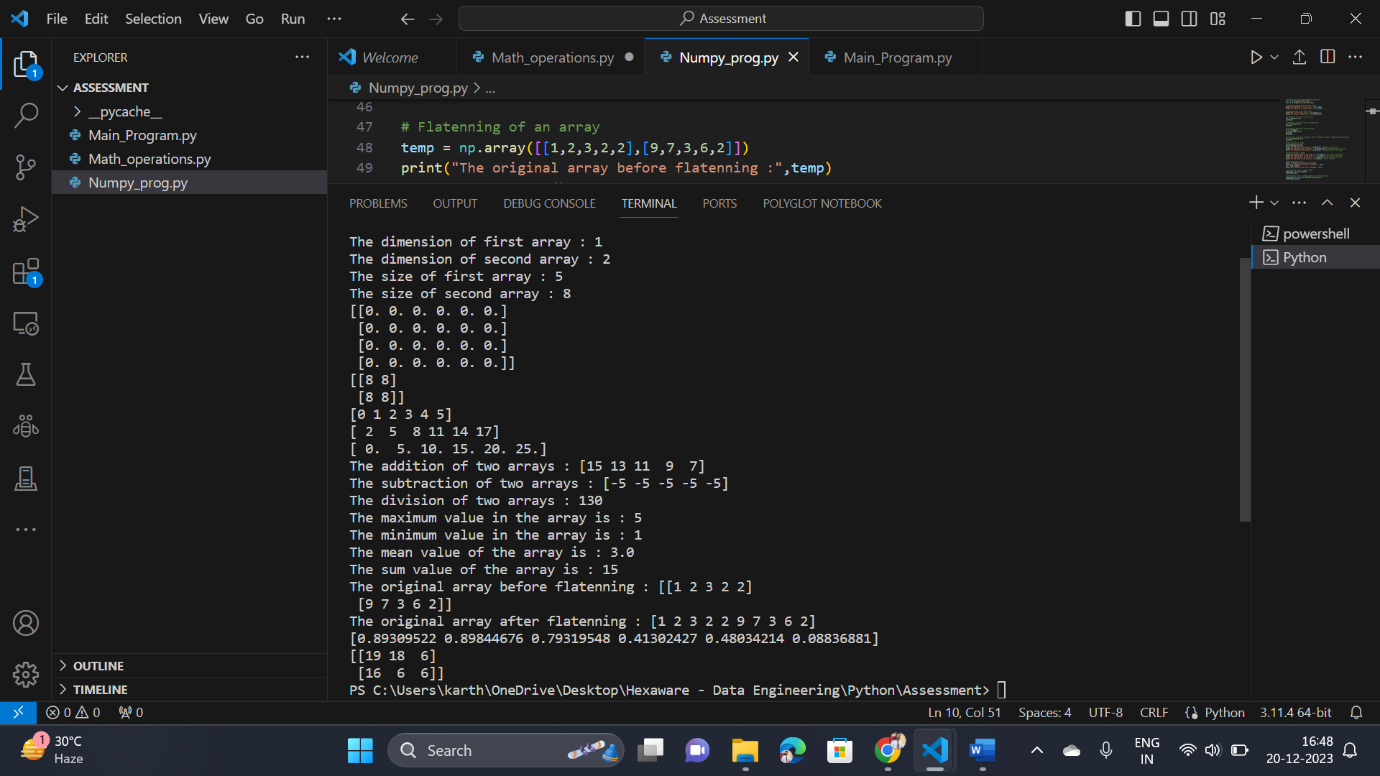 File Edit Selection View Go Run ··· Assessment
EXPLORER ···
ASSESSMENT
__pycache__
Main_Program.py
Math_operations.py
Numpy_prog.py
OUTLINE
TIMELINE
1
1
Welcome Math_operations.py Numpy_prog.py Main_Program.py
Numpy_prog.py > ...
46
47 # Flatenning of an array
48 temp = np.array([[1,2,3,2,2],[9,7,3,6,2]])
49 print("The original array before flatenning :",temp)
PROBLEMS OUTPUT DEBUG CONSOLE TERMINAL PORTS POLYGLOT NOTEBOOK
powershell
Python
The dimension of first array : 1
The dimension of second array : 2
The size of first array : 5
The size of second array : 8
[[0. 0. 0. 0. 0. 0.]
 [0. 0. 0. 0. 0. 0.]
 [0. 0. 0. 0. 0. 0.]
 [0. 0. 0. 0. 0. 0.]]
[[8 8]
 [8 8]]
[0 1 2 3 4 5]
[ 2  5  8 11 14 17]
[ 0.  5. 10. 15. 20. 25.]
The addition of two arrays : [15 13 11  9  7]
The subtraction of two arrays : [-5 -5 -5 -5 -5]
The division of two arrays : 130
The maximum value in the array is : 5
The minimum value in the array is : 1
The mean value of the array is : 3.0
The sum value of the array is : 15
The original array before flatenning : [[1 2 3 2 2]
 [9 7 3 6 2]]
The original array after flatenning : [1 2 3 2 2 9 7 3 6 2]
[0.89309522 0.89844676 0.79319548 0.41302427 0.48034214 0.08836881]
[[19 18  6]
 [16  6  6]]
PS C:\Users\karth\OneDrive\Desktop\Hexaware - Data Engineering\Python\Assessment>
0 0 0 Ln 10, Col 51 Spaces: 4 UTF-8 CRLF Python 3.11.4 64-bit
1 30°C
Haze
Search
ENG
IN
16:48
20-12-2023